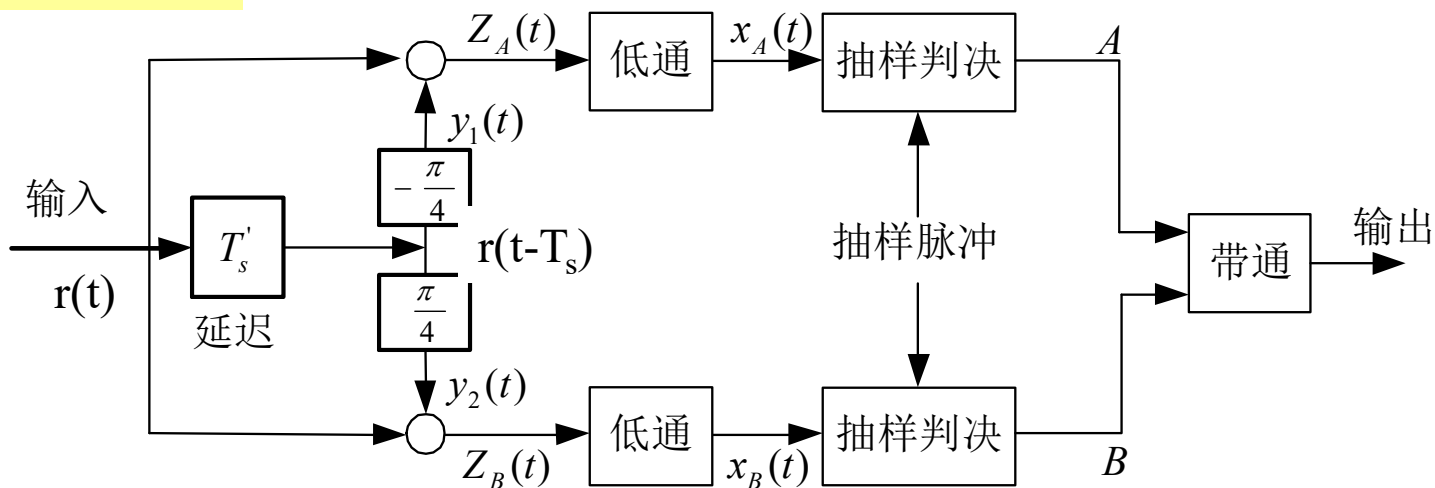 Z_A(t)
x_A(t)
A
低通
抽样判决
y_1(t)
-π/4
输入
T_s'
r(t-T_s)
抽样脉冲
输出
带通
r(t)
延迟
π/4
y_2(t)
低通
抽样判决
Z_B(t)
x_B(t)
B